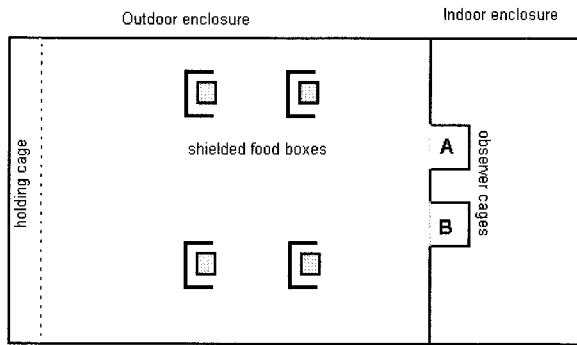 Outdoor enclosure
Indoor enclosure
holding cage
shielded food boxes
A
B
observer cages